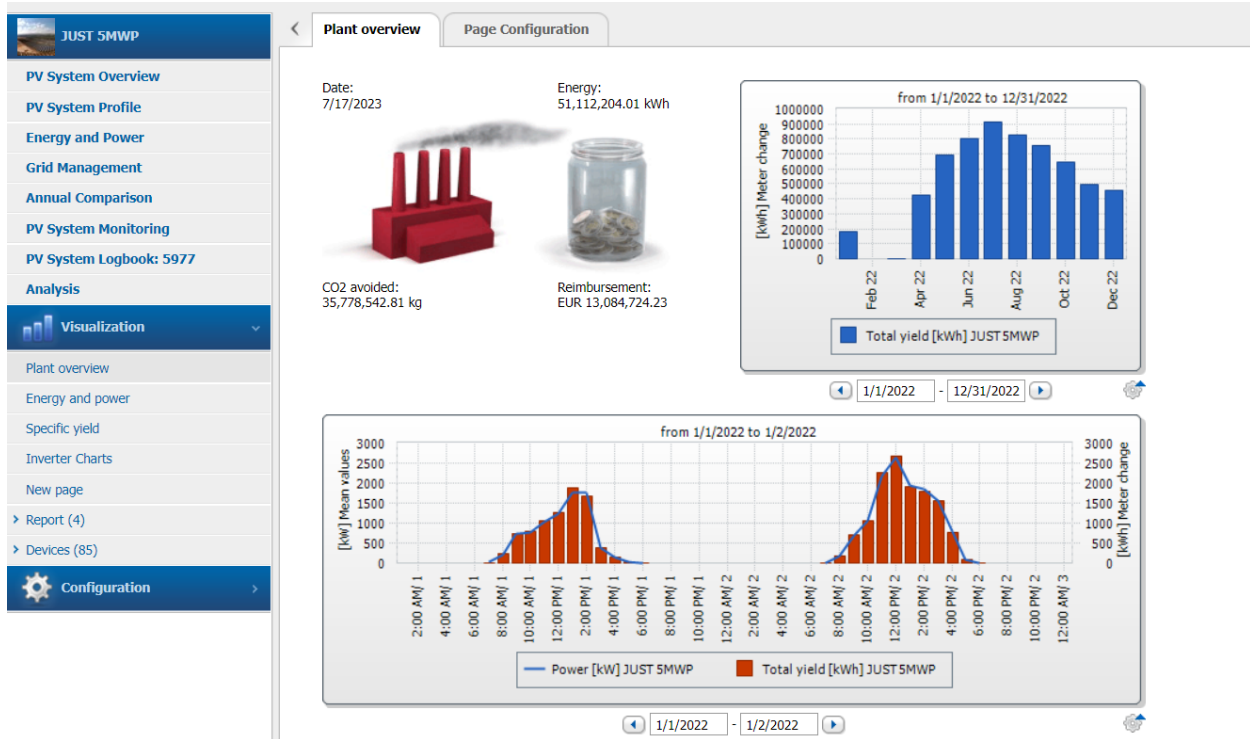 JUST 5MWP
PV System Overview
PV System Profile
Energy and Power
Grid Management
Annual Comparison
PV System Monitoring
PV System Logbook: 5977
Analysis
Visualization
Plant overview
Energy and power
Specific yield
Inverter Charts
New page
Report (4)
Devices (85)
Configuration
Plant overview
Page Configuration
Date:
7/17/2023
Energy:
51,112,204.01 kWh
CO2 avoided:
35,778,542.81 kg
Reimbursement:
EUR 13,084,724.23
from 1/1/2022 to 12/31/2022
[kWh] Meter change
1000000
900000
800000
700000
600000
500000
400000
300000
200000
100000
0
Feb 22
Apr 22
Jun 22
Aug 22
Oct 22
Dec 22
Total yield [kWh] JUST 5MWP
1/1/2022 - 12/31/2022
from 1/1/2022 to 1/2/2022
[kW] Mean values
3000
2500
2000
1500
1000
500
0
3000
2500
2000
1500
1000
500
0
[kWh] Meter change
2:00 AM/ 1
4:00 AM/ 1
6:00 AM/ 1
8:00 AM/ 1
10:00 AM/ 1
12:00 PM/ 1
2:00 PM/ 1
4:00 PM/ 1
6:00 PM/ 1
8:00 PM/ 1
10:00 PM/ 1
12:00 AM/ 2
2:00 AM/ 2
4:00 AM/ 2
6:00 AM/ 2
8:00 AM/ 2
10:00 AM/ 2
12:00 PM/ 2
2:00 PM/ 2
4:00 PM/ 2
6:00 PM/ 2
8:00 PM/ 2
10:00 PM/ 2
12:00 AM/ 3
Power [kW] JUST 5MWP
Total yield [kWh] JUST 5MWP
1/1/2022 - 1/2/2022